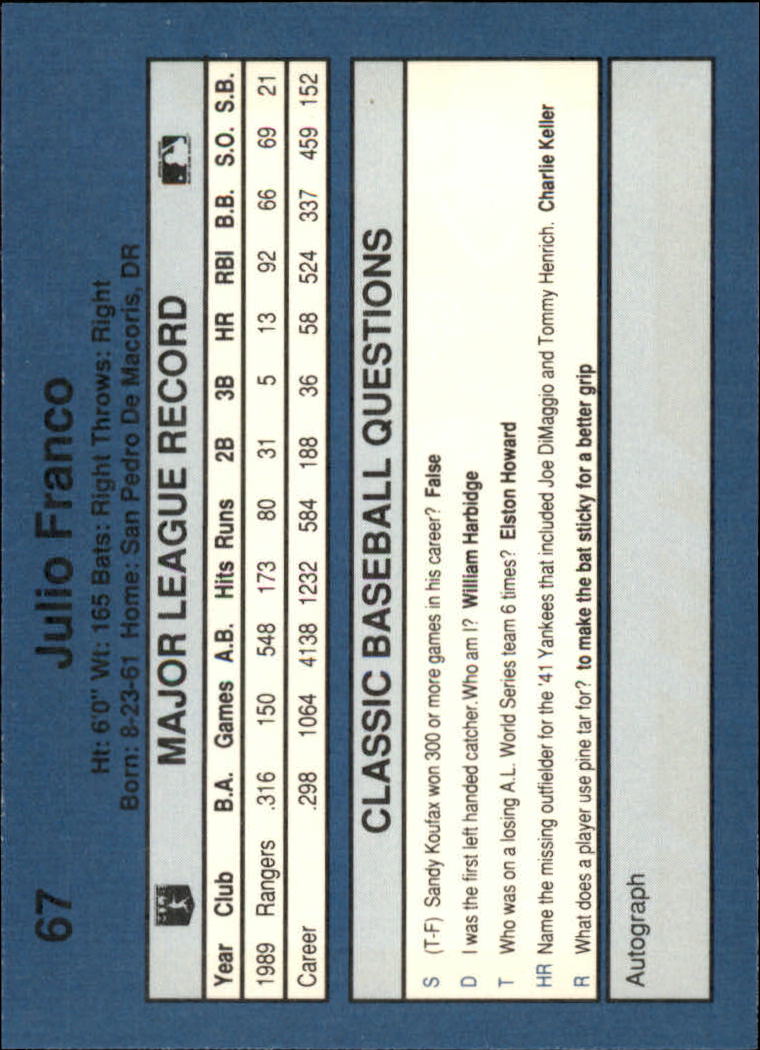 67 Julio Franco
Ht: 6'0" Wt: 165 Bats: Right Throws: Right
Born: 8-23-61 Home: San Pedro De Macoris, DR
MAJOR LEAGUE RECORD
Year Club B.A. Games A.B. Hits Runs 2B 3B HR RBI B.B. S.O. S.B.
1989 Rangers .316 150 548 173 80 31 5 13 92 66 69 21
Career .298 1064 4138 1232 584 188 36 58 524 337 459 152
CLASSIC BASEBALL QUESTIONS
S (T-F) Sandy Koufax won 300 or more games in his career? False
D I was the first left handed catcher. Who am I? William Harbidge
T Who was on a losing A.L. World Series team 6 times? Elston Howard
HR Name the missing outfielder for the '41 Yankees that included Joe DiMaggio and Tommy Henrich. Charlie Keller
R What does a player use pine tar for? to make the bat sticky for a better grip
Autograph